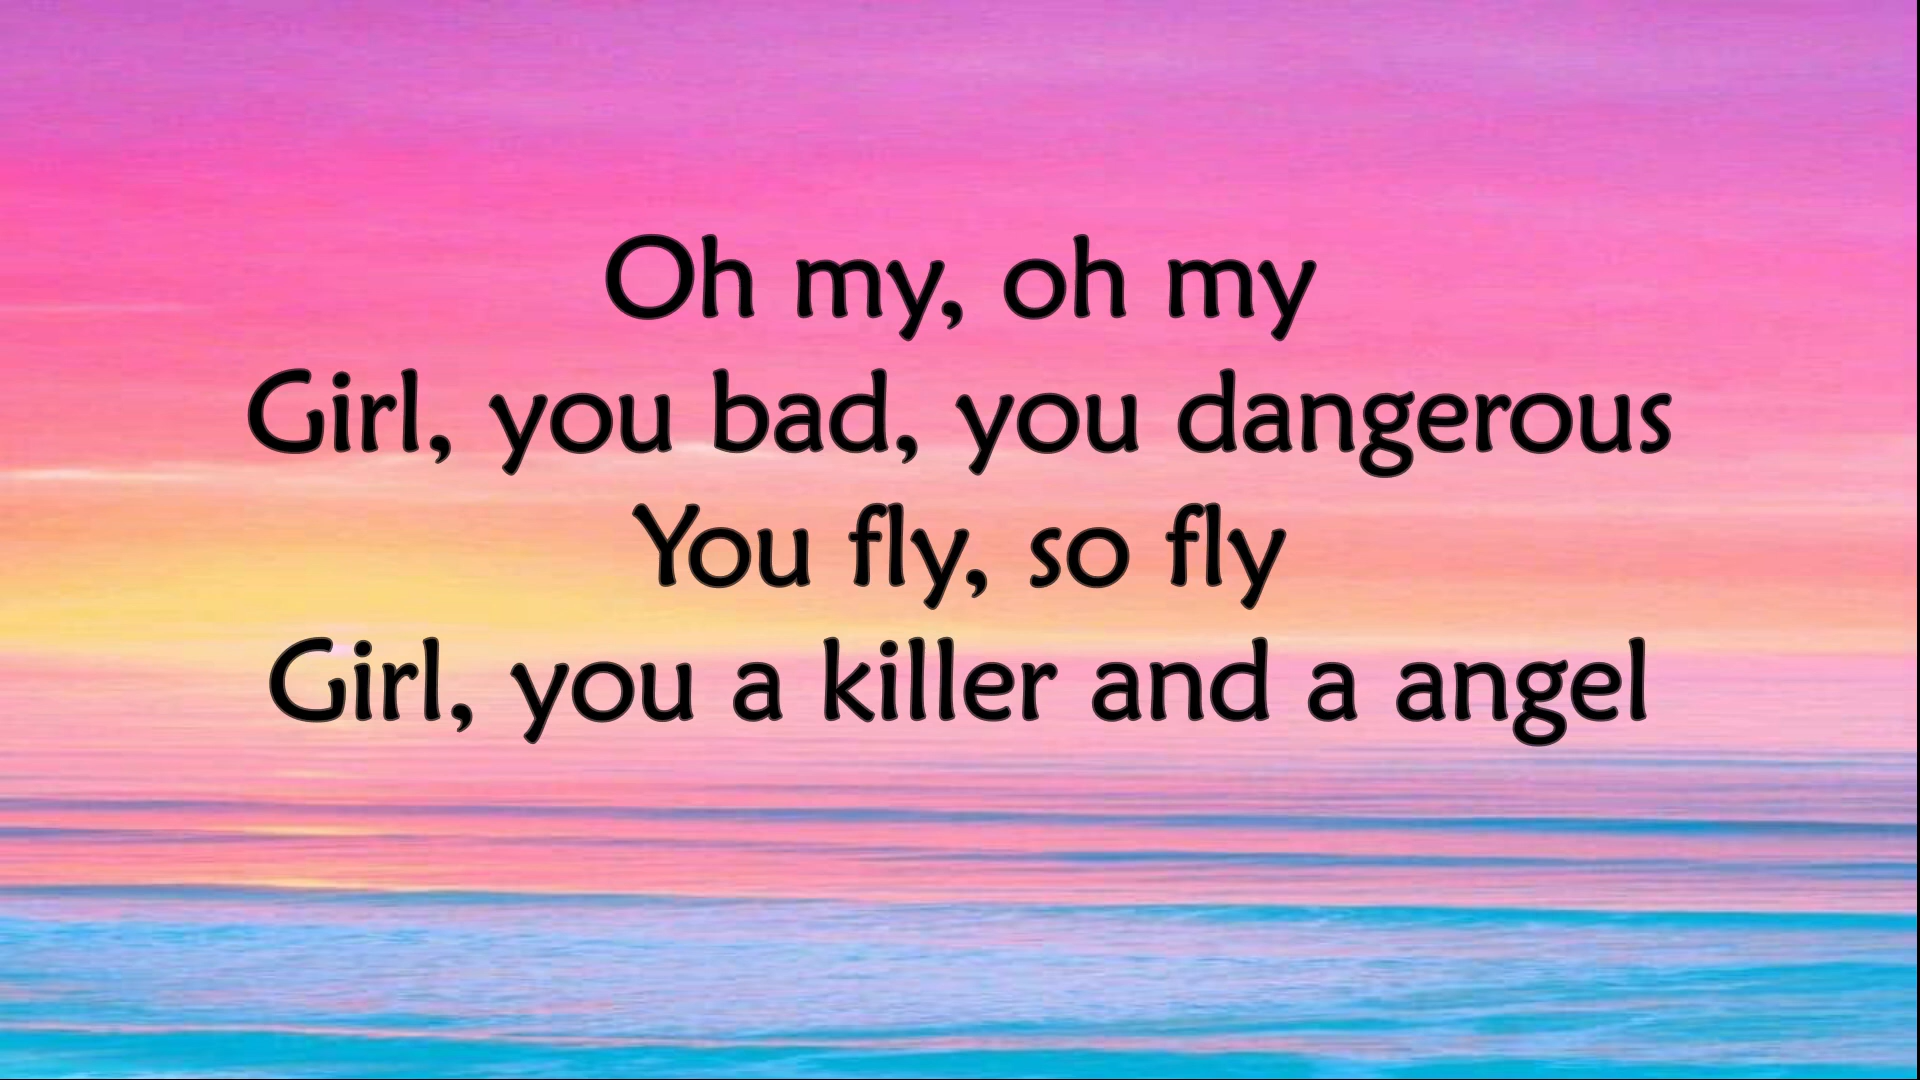 Oh my, oh my
Girl, you bad, you dangerous
You fly, so fly
Girl, you a killer and a angel